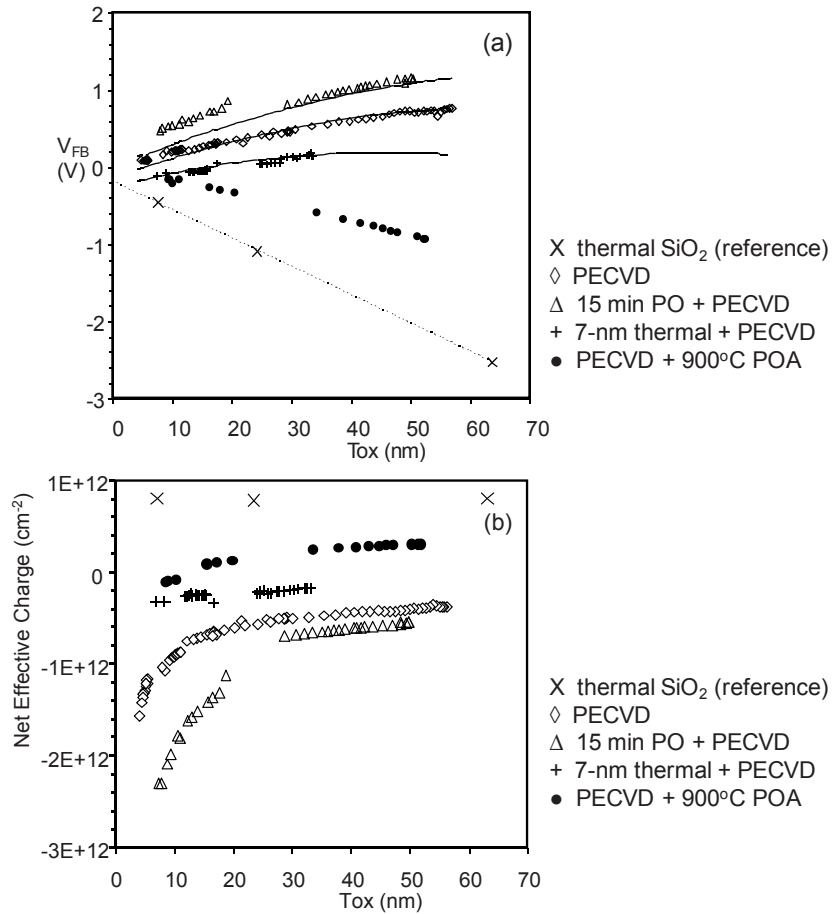 2
(a)
1
V_FB
(V)
0
-1
-2
-3
0 10 20 30 40 50 60 70
Tox (nm)
X thermal SiO₂ (reference)
◊ PECVD
Δ 15 min PO + PECVD
+ 7-nm thermal + PECVD
● PECVD + 900°C POA
1E+12
(b)
0
-1E+12
-2E+12
-3E+12
Net Effective Charge (cm⁻²)
0 10 20 30 40 50 60 70
Tox (nm)
X thermal SiO₂ (reference)
◊ PECVD
Δ 15 min PO + PECVD
+ 7-nm thermal + PECVD
● PECVD + 900°C POA